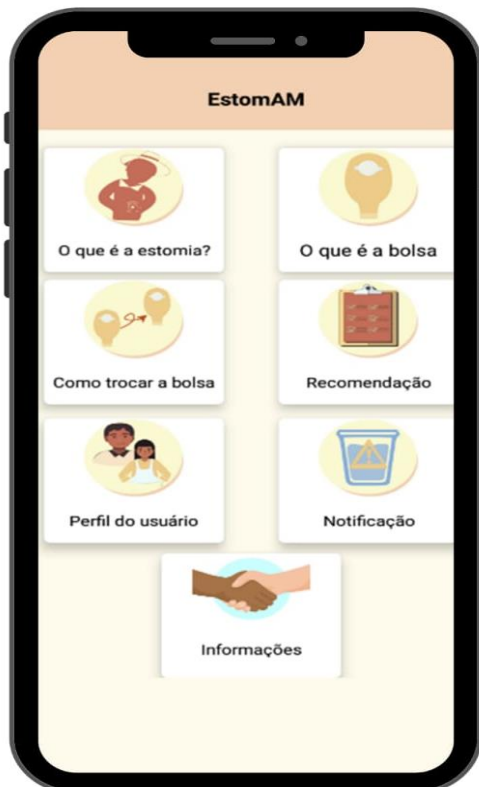 EstomAM
O que é a estomia?
O que é a bolsa
Como trocar a bolsa
Recomendação
Perfil do usuário
Notificação
Informações